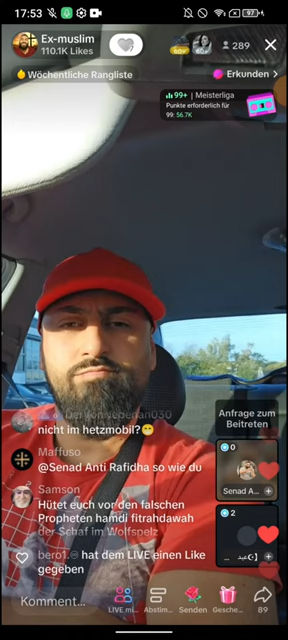 17:53
97
Ex-muslim
110.1K Likes
289
Wöchentliche Rangliste
Erkunden >
99+ | Meisterliga
Punkte erforderlich für
99: 56.7K
Anfrage zum
Beitreten
nicht im hetzmobil?😁
Maffuso
@Senad Anti Rafidha so wie du
0
Senad A...
Samson
Hütet euch vor den falschen
Propheten hamdi fitrahdawah
der Schaf im Wolfspelz
2
bero1.® hat dem LIVE einen Like
gegeben
Komment...
LIVE mi...
Abstim...
Senden
Gesche...
89